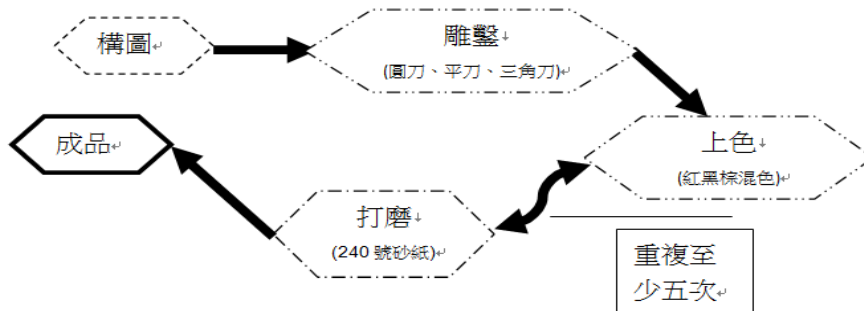 構圖
雕鑿
(圓刀、平刀、三角刀)
上色
(紅黑棕混色)
打磨
(240 號砂紙)
成品
重複至
少五次